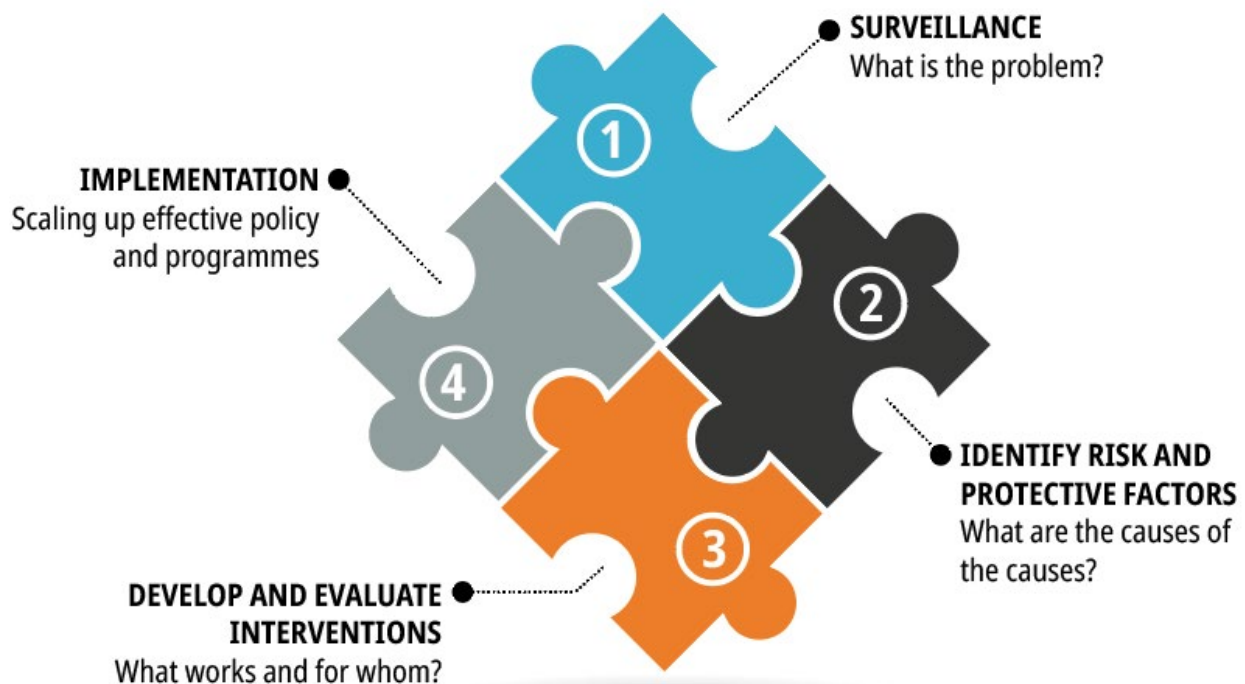 1
SURVEILLANCE
What is the problem?
2
IDENTIFY RISK AND
PROTECTIVE FACTORS
What are the causes of
the causes?
3
DEVELOP AND EVALUATE
INTERVENTIONS
What works and for whom?
4
IMPLEMENTATION
Scaling up effective policy
and programmes